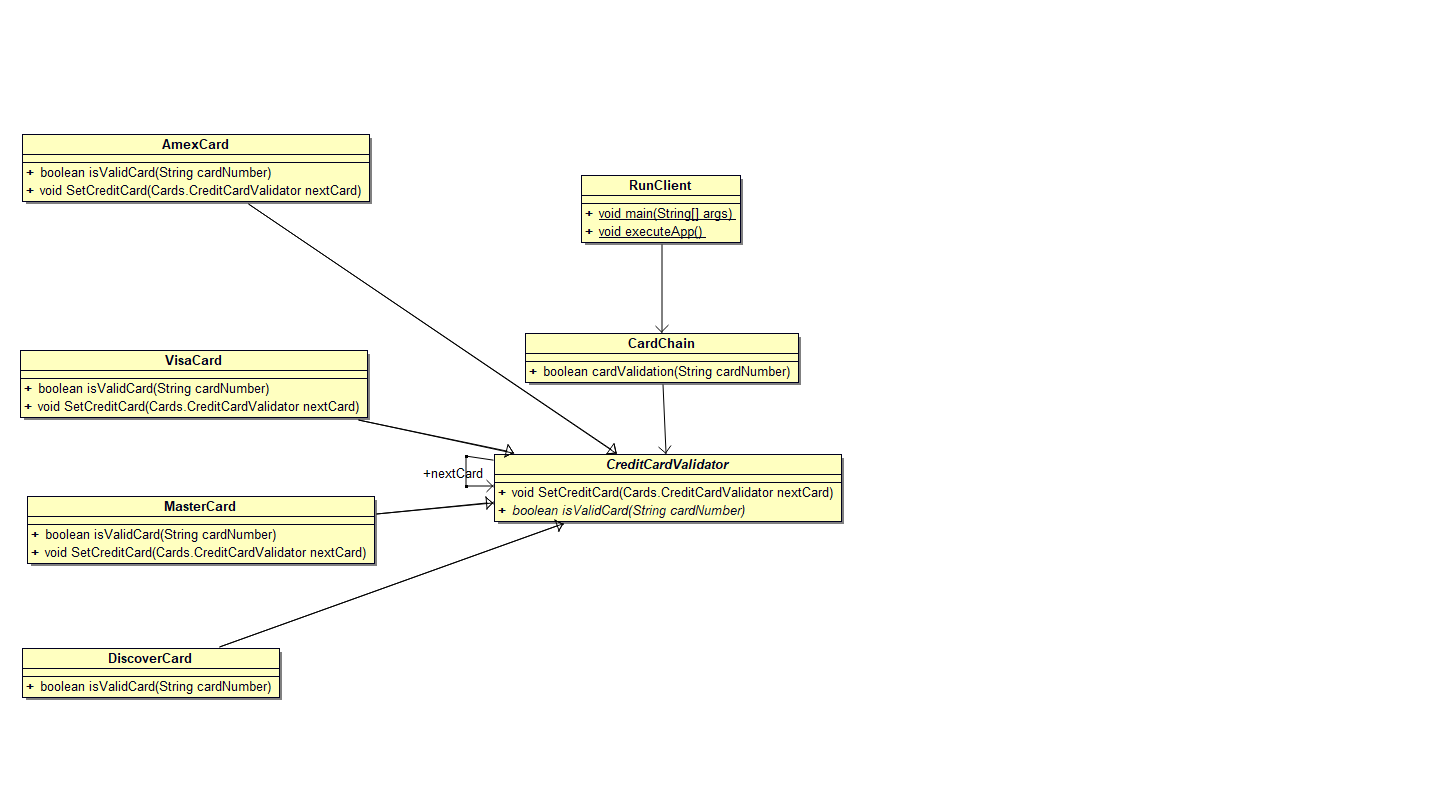 AmexCard
+ boolean isValidCard(String cardNumber)
+ void SetCreditCard(Cards.CreditCardValidator nextCard)
RunClient
+ void main(String[] args)
+ void executeApp()
CardChain
+ boolean cardValidation(String cardNumber)
VisaCard
+ boolean isValidCard(String cardNumber)
+ void SetCreditCard(Cards.CreditCardValidator nextCard)
+nextCard
CreditCardValidator
+ void SetCreditCard(Cards.CreditCardValidator nextCard)
+ boolean isValidCard(String cardNumber)
MasterCard
+ boolean isValidCard(String cardNumber)
+ void SetCreditCard(Cards.CreditCardValidator nextCard)
DiscoverCard
+ boolean isValidCard(String cardNumber)